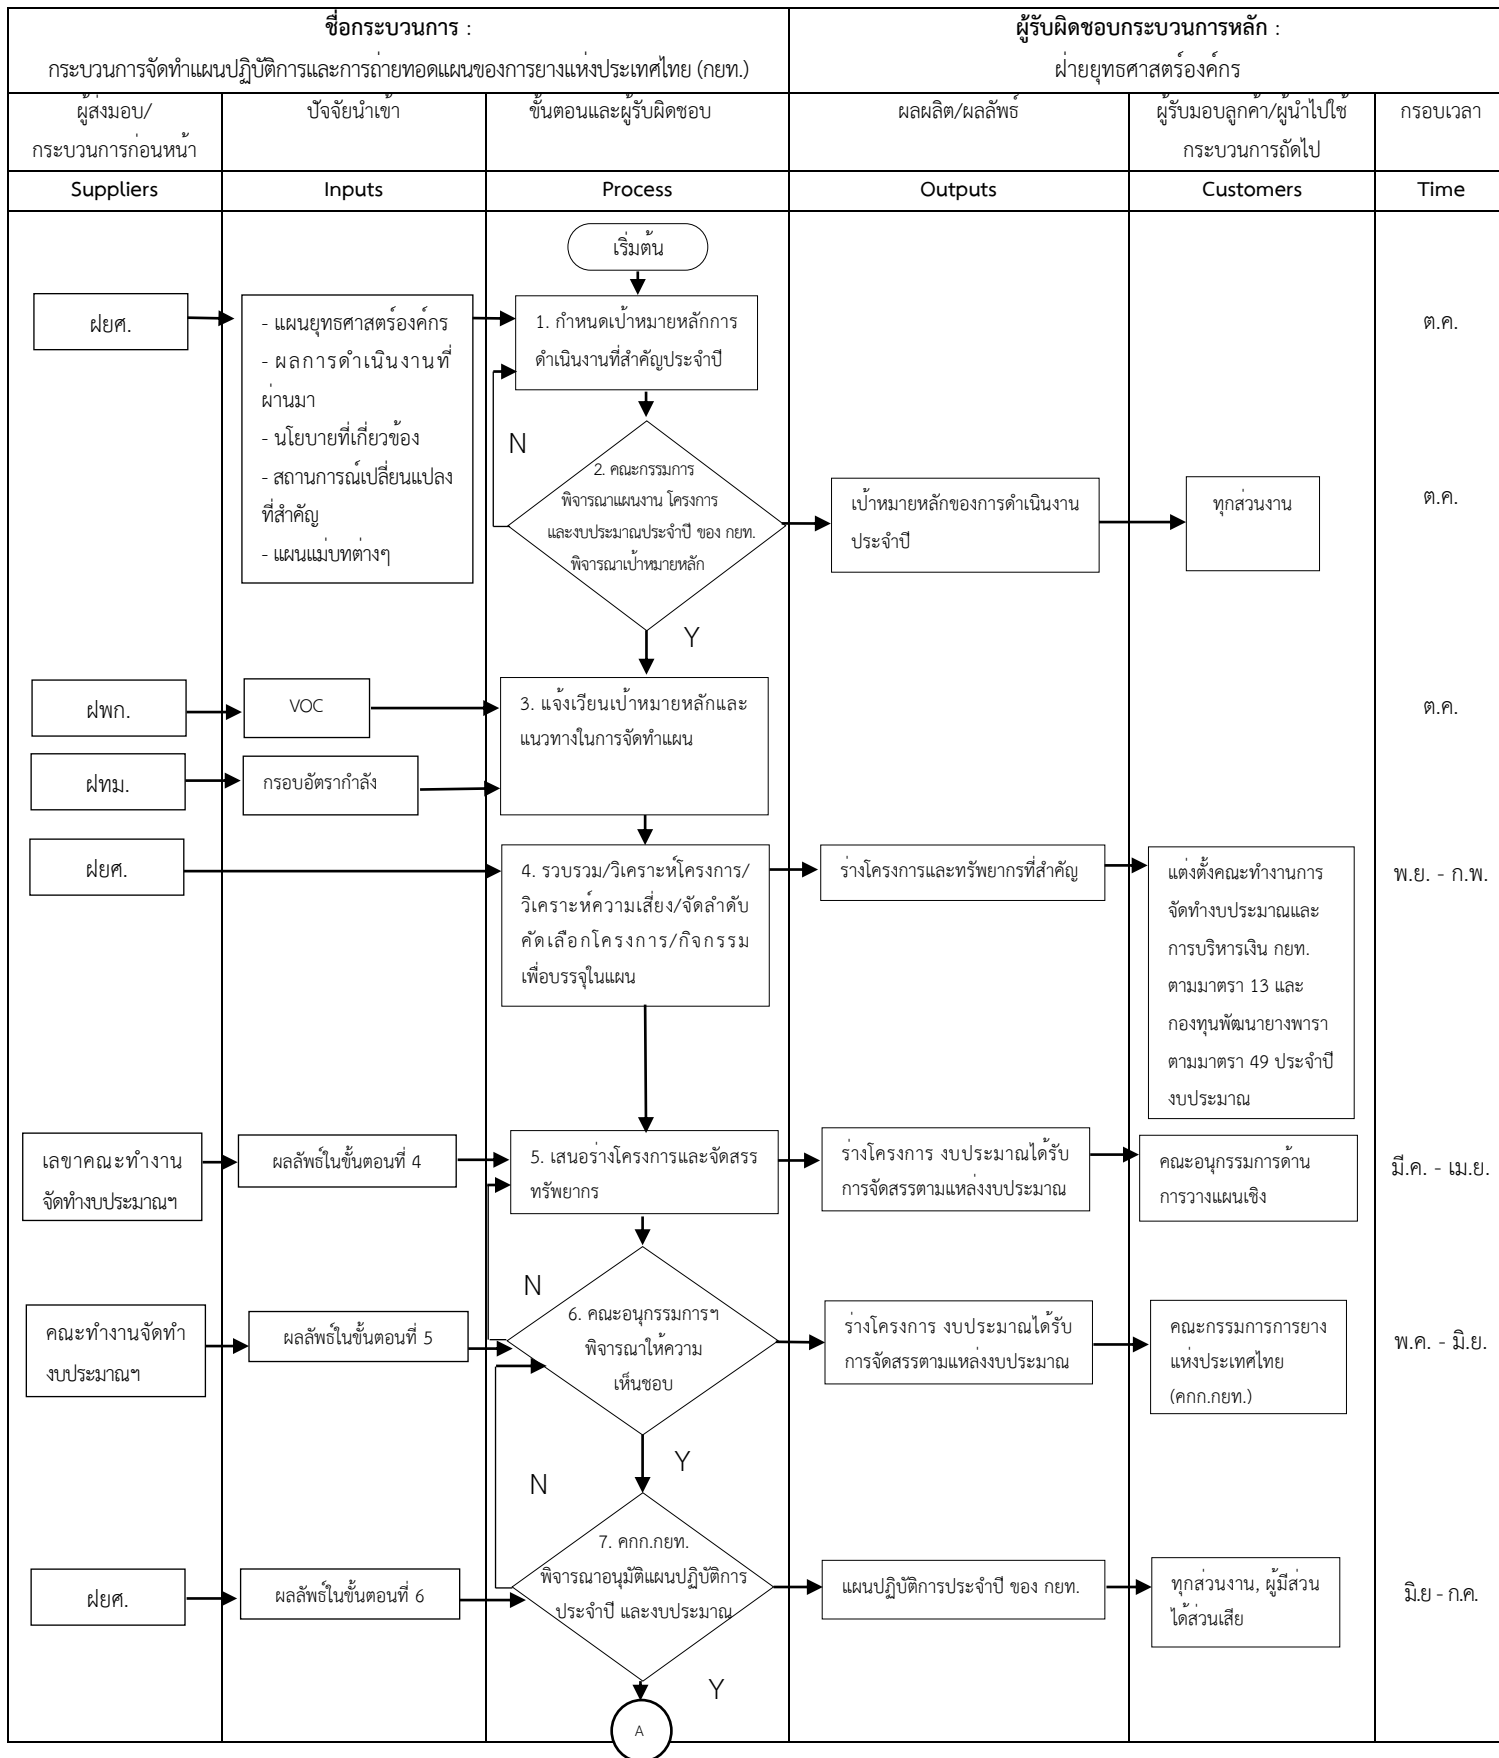 ชื่อกระบวนการ :
กระบวนการจัดทำแผนปฏิบัติการและการถ่ายทอดแผนของการยางแห่งประเทศไทย (กยท.)
ผู้รับผิดชอบกระบวนการหลัก :
ฝ่ายยุทธศาสตร์องค์กร
ผู้ส่งมอบ/
กระบวนการก่อนหน้า
ปัจจัยนำเข้า
ขั้นตอนและผู้รับผิดชอบ
ผลผลิต/ผลลัพธ์
ผู้รับมอบลูกค้า/ผู้นำไปใช้
กระบวนการถัดไป
กรอบเวลา
Suppliers
Inputs
Process
Outputs
Customers
Time
เริ่มต้น
ฝยศ.
- แผนยุทธศาสตร์องค์กร
- ผลการดำเนินงานที่
ผ่านมา
- นโยบายที่เกี่ยวข้อง
- สถานการณ์เปลี่ยนแปลง
ที่สำคัญ
- แผนแม่บทต่างๆ
1. กำหนดเป้าหมายหลักการ
ดำเนินงานที่สำคัญประจำปี
ต.ค.
N
2. คณะกรรมการ
พิจารณาแผนงาน โครงการ
และงบประมาณประจำปี ของ กยท.
พิจารณาเป้าหมายหลัก
Y
เป้าหมายหลักของการดำเนินงาน
ประจำปี
ทุกส่วนงาน
ต.ค.
ฝพก.
VOC
3. แจ้งเวียนเป้าหมายหลักและ
แนวทางในการจัดทำแผน
ต.ค.
ฝทม.
กรอบอัตรากำลัง
ฝยศ.
4. รวบรวม/วิเคราะห์โครงการ/
วิเคราะห์ความเสี่ยง/จัดลำดับ
คัดเลือกโครงการ/กิจกรรม
เพื่อบรรจุในแผน
ร่างโครงการและทรัพยากรที่สำคัญ
แต่งตั้งคณะทำงานการ
จัดทำงบประมาณและ
การบริหารเงิน กยท.
ตามมาตรา 13 และ
กองทุนพัฒนายางพารา
ตามมาตรา 49 ประจำปี
งบประมาณ
พ.ย. - ก.พ.
เลขาคณะทำงาน
จัดทำงบประมาณฯ
ผลลัพธ์ในขั้นตอนที่ 4
5. เสนอร่างโครงการและจัดสรร
ทรัพยากร
ร่างโครงการ งบประมาณได้รับ
การจัดสรรตามแหล่งงบประมาณ
คณะอนุกรรมการด้าน
การวางแผนเชิง
มี.ค. - เม.ย.
N
คณะทำงานจัดทำ
งบประมาณฯ
ผลลัพธ์ในขั้นตอนที่ 5
6. คณะอนุกรรมการฯ
พิจารณาให้ความ
เห็นชอบ
Y
ร่างโครงการ งบประมาณได้รับ
การจัดสรรตามแหล่งงบประมาณ
คณะกรรมการการยาง
แห่งประเทศไทย
(คกก.กยท.)
พ.ค. - มิ.ย.
N
ฝยศ.
ผลลัพธ์ในขั้นตอนที่ 6
7. คกก.กยท.
พิจารณาอนุมัติแผนปฏิบัติการ
ประจำปี และงบประมาณ
Y
แผนปฏิบัติการประจำปี ของ กยท.
ทุกส่วนงาน, ผู้มีส่วน
ได้ส่วนเสีย
มิ.ย - ก.ค.
A